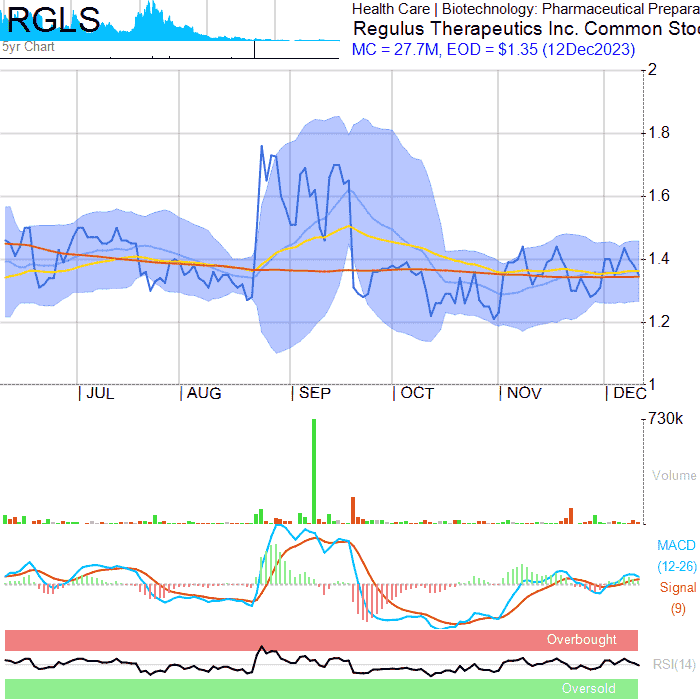 RGLS
5yr Chart
Health Care | Biotechnology: Pharmaceutical Prepara
Regulus Therapeutics Inc. Common Stoc
MC = 27.7M, EOD = $1.35 (12Dec2023)
2
1.8
1.6
1.4
1.2
1
| JUL | AUG | SEP | OCT | NOV | DEC
730k
Volume
MACD
(12-26)
Signal
(9)
Overbought
RSI(14)
Oversold